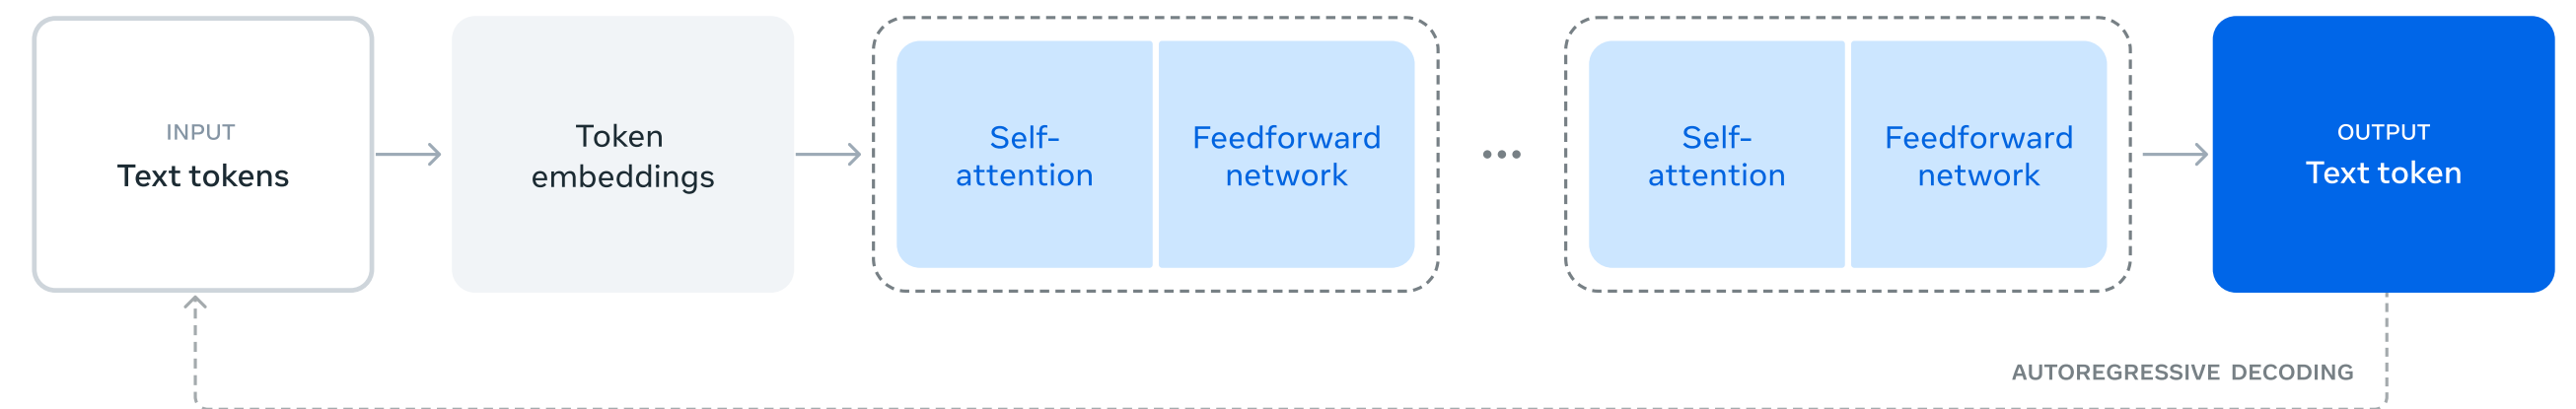 INPUT
Text tokens
Token
embeddings
Self-
attention
Feedforward
network
...
Self-
attention
Feedforward
network
OUTPUT
Text token
AUTOREGRESSIVE DECODING